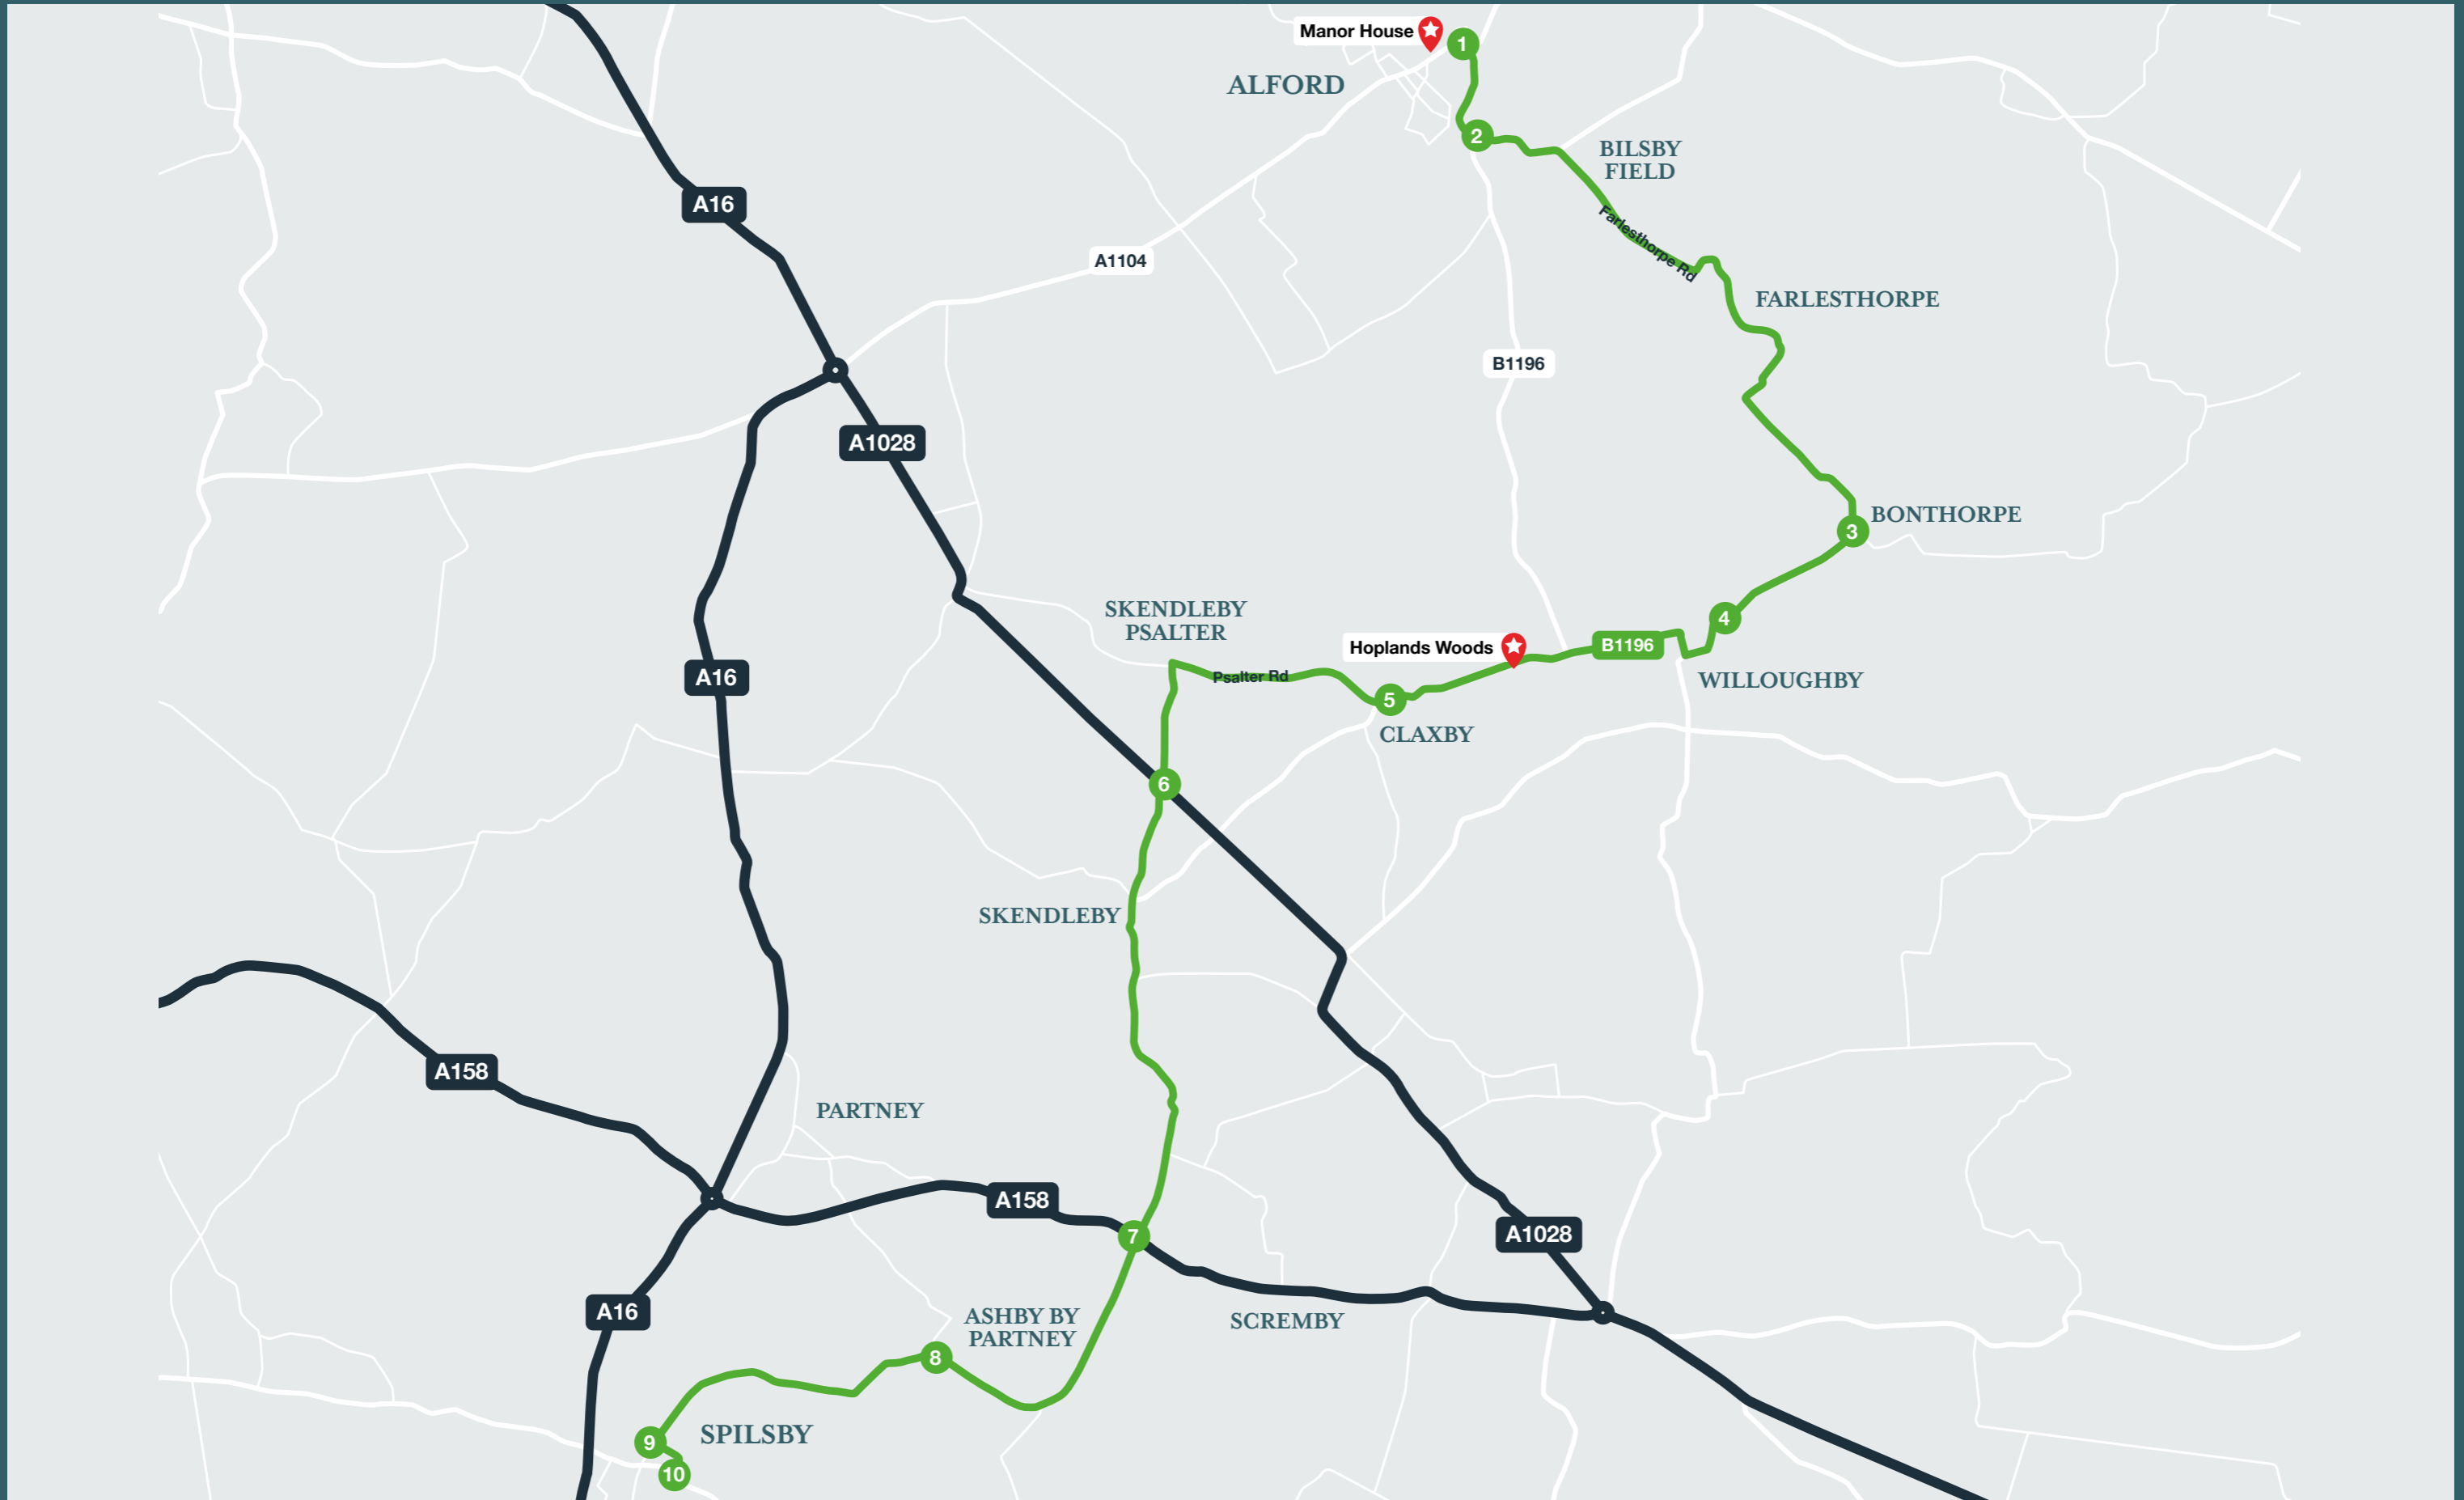 Manor House
1
ALFORD
2
BILSBY
FIELD
A16
Farlesthorpe Rd
A1104
FARLESTHORPE
B1196
A1028
BONTHORPE
3
SKENDLEBY
PSALTER
4
Hoplands Woods
B1196
A16
Psalter Rd
WILLOUGHBY
5
CLAXBY
6
SKENDLEBY
A158
PARTNEY
A158
7
A1028
A16
ASHBY BY
PARTNEY
SCREMBY
8
SPILSBY
9
10